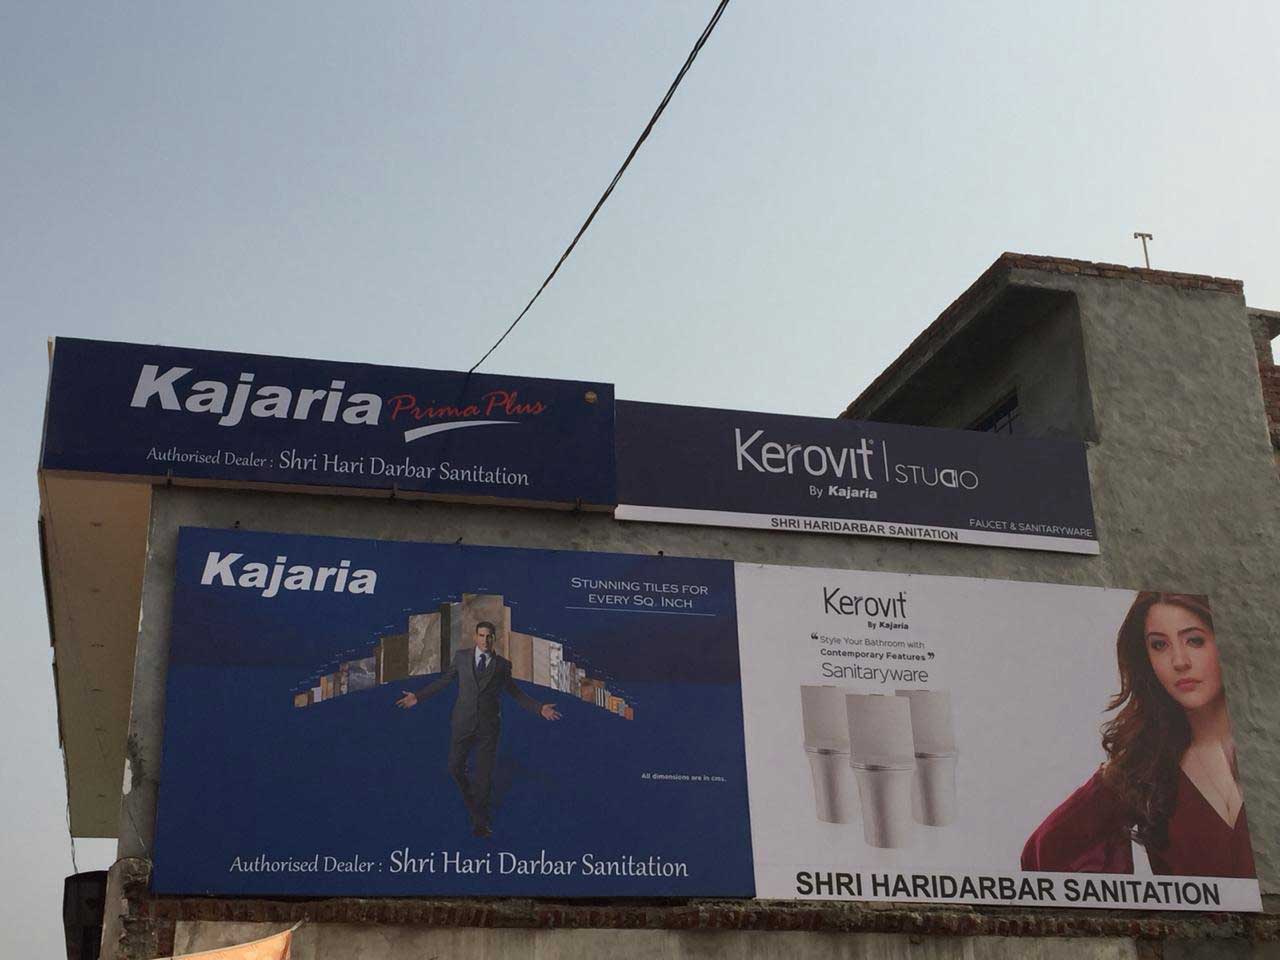 Kajaria Prima Plus
Authorised Dealer : Shri Hari Darbar Sanitation
Kerovit | STUDIO
By Kajaria
SHRI HARIDARBAR SANITATION
FAUCET & SANITARYWARE
Kajaria
STUNNING TILES FOR
EVERY SQ. INCH
All dimensions are in cms.
Authorised Dealer : Shri Hari Darbar Sanitation
Kerovit
By Kajaria
“Style Your Bathroom with
Contemporary Features”
Sanitaryware
SHRI HARIDARBAR SANITATION